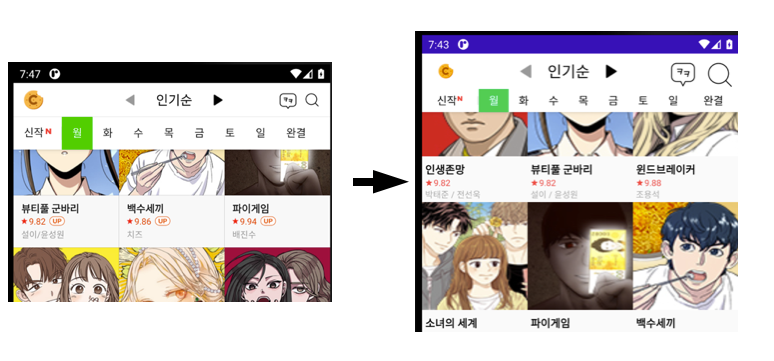 7:47
인기순
ㅋㅋ
신작 N 월 화 수 목 금 토 일 완결
뷰티풀 군바리 백수세끼 파이게임
★9.82 UP ★9.86 UP ★9.94 UP
설이/윤성원 치즈 배진수
7:43
인기순
ㅋㅋ
신작 N 월 화 수 목 금 토 일 완결
인생존망 뷰티풀 군바리 윈드브레이커
★9.82 ★9.82 ★9.88
박태준 / 전선욱 설이 / 윤성원 조용석
소녀의 세계 파이게임 백수세끼